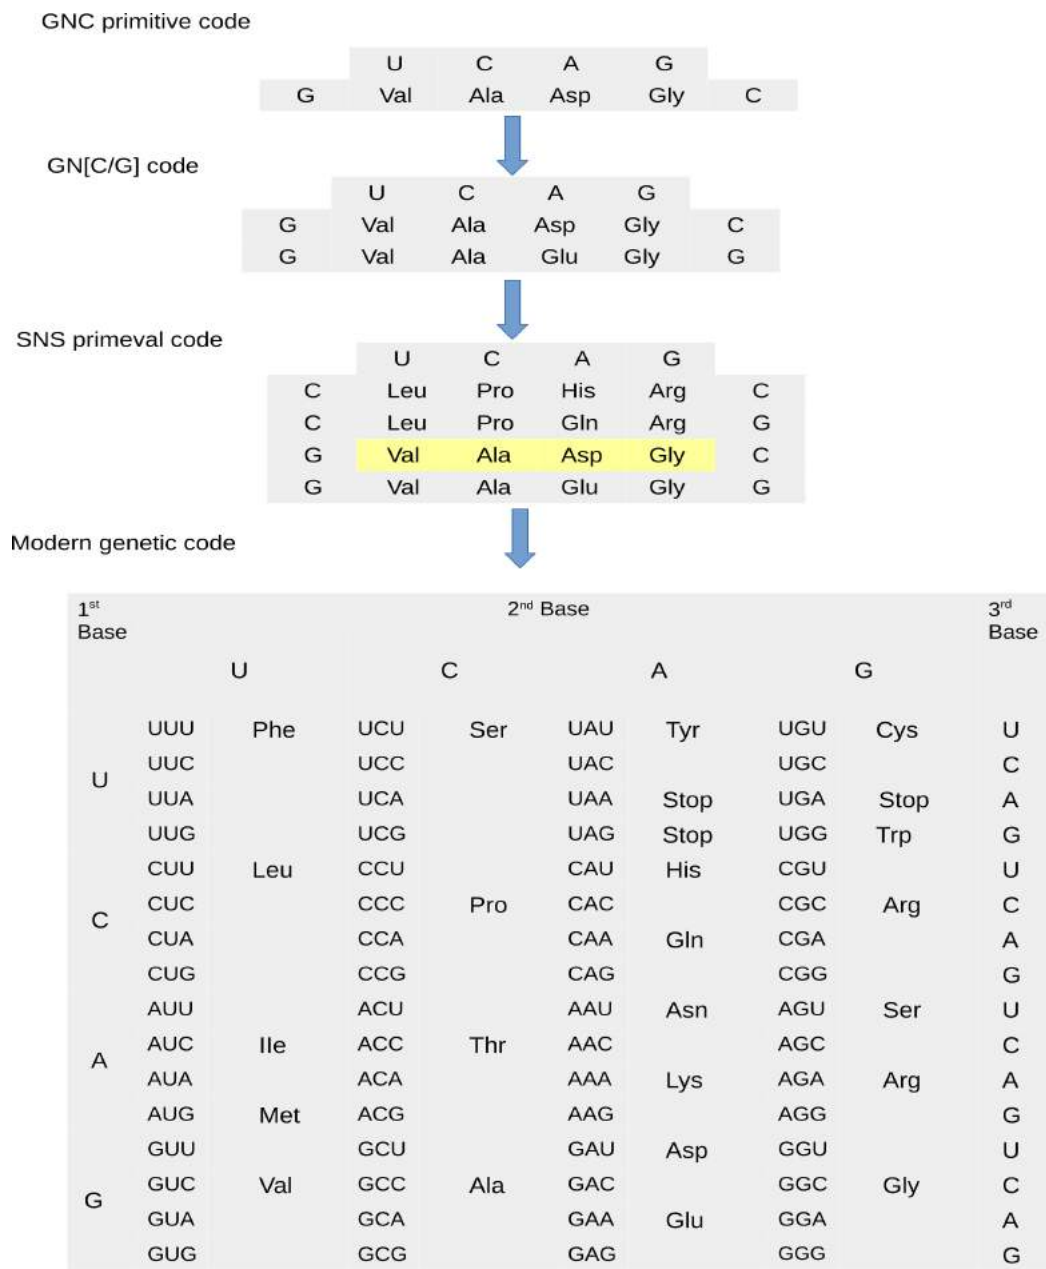 GNC primitive code
U C A G
G Val Ala Asp Gly C
GN[C/G] code
U C A G
G Val Ala Asp Gly C
G Val Ala Glu Gly G
SNS primeval code
U C A G
C Leu Pro His Arg C
C Leu Pro Gln Arg G
G Val Ala Asp Gly C
G Val Ala Glu Gly G
Modern genetic code
1st Base 2nd Base 3rd Base
U C A G
U
UUU Phe UCU Ser UAU Tyr UGU Cys U
UUC UCC UAC UGC C
UUA UCA UAA Stop UGA Stop A
UUG UCG UAG Stop UGG Trp G
C
CUU Leu CCU CAU His CGU U
CUC CCC Pro CAC CGC Arg C
CUA CCA CAA Gln CGA A
CUG CCG CAG CGG G
A
AUU ACU AAU Asn AGU Ser U
AUC Ile ACC Thr AAC AGC C
AUA ACA AAA Lys AGA Arg A
AUG Met ACG AAG AGG G
G
GUU GCU GAU Asp GGU U
GUC Val GCC Ala GAC GGC Gly C
GUA GCA GAA Glu GGA A
GUG GCG GAG GGG G